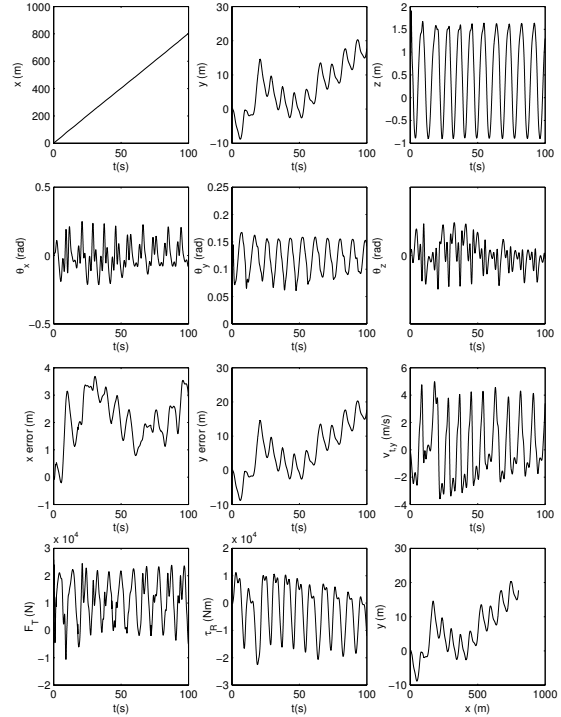 1000
800
600
400
200
0
x (m)
0 50 100
t(s)
30
20
10
0
−10
y (m)
0 50 100
t(s)
2
1.5
1
0.5
0
−0.5
−1
z (m)
0 50 100
t(s)
0.5
0
−0.5
θx (rad)
0 50 100
t(s)
0.25
0.2
0.15
0.1
0.05
0
θy (rad)
0 50 100
t(s)
0
θz (rad)
0 50 100
t(s)
4
3
2
1
0
−1
x error (m)
0 50 100
t(s)
30
20
10
0
−10
y error (m)
0 50 100
t(s)
6
4
2
0
−2
−4
vt,y (m/s)
0 50 100
t(s)
x 10^4
3
2
1
0
−1
−2
FT (N)
0 50 100
t(s)
x 10^4
2
1
0
−1
−2
−3
0 50 100
t(s)
30
20
10
0
−10
y (m)
0 500 1000
x (m)